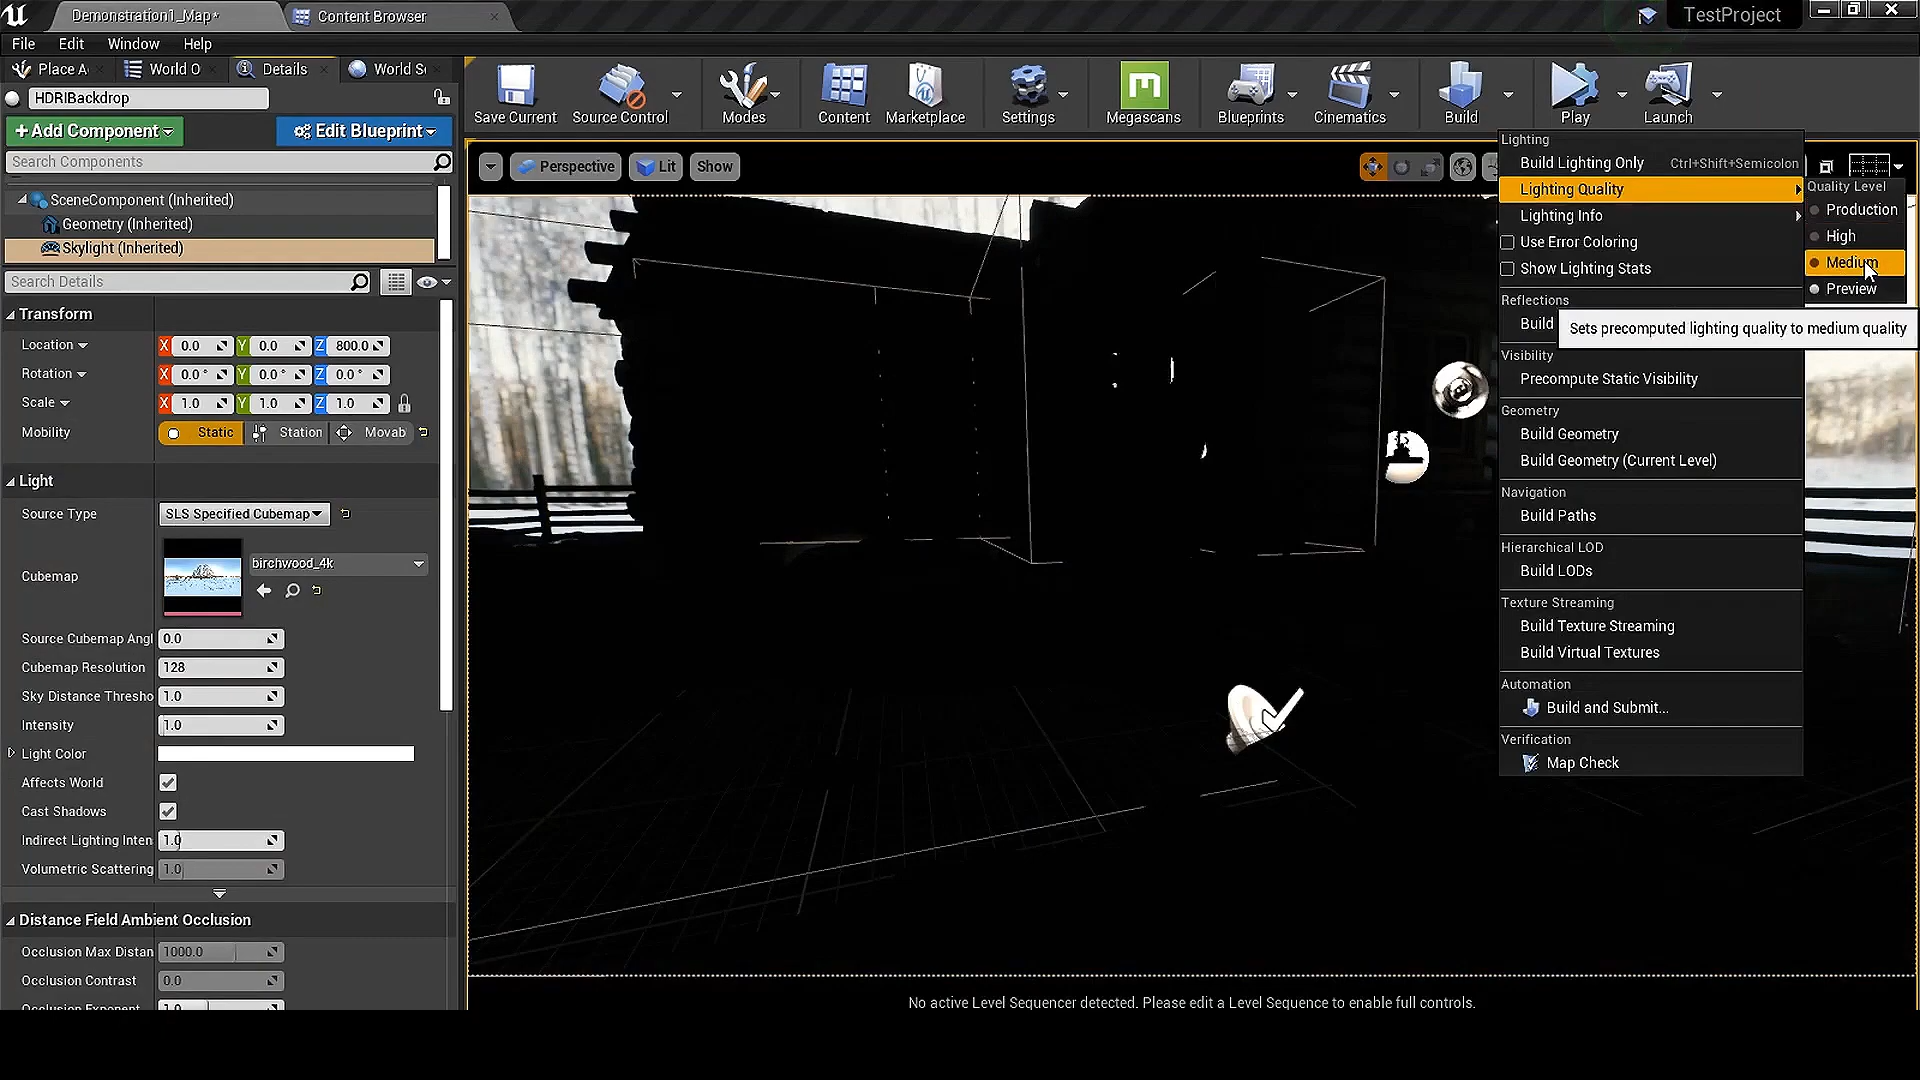 Demonstration1_Map*
Content Browser
TestProject
File Edit Window Help
Place A
World O
Details
World S
HDRIBackdrop
+Add Component
Edit Blueprint
Search Components
SceneComponent (Inherited)
Geometry (Inherited)
Skylight (Inherited)
Search Details
Transform
Location X 0.0 Y 0.0 Z 800.0
Rotation X 0.0 ° Y 0.0 ° Z 0.0 °
Scale X 1.0 Y 1.0 Z 1.0
Mobility Static Station Movab
Light
Source Type SLS Specified Cubemap
Cubemap birchwood_4k
Source Cubemap Angl 0.0
Cubemap Resolution 128
Sky Distance Thresho 1.0
Intensity 1.0
Light Color
Affects World
Cast Shadows
Indirect Lighting Inten 1.0
Volumetric Scattering 1.0
Distance Field Ambient Occlusion
Occlusion Max Distan 1000.0
Occlusion Contrast 0.0
Occlusion Exponent 1.0
Save Current
Source Control
Modes
Content
Marketplace
Settings
Megascans
Blueprints
Cinematics
Build
Play
Launch
Perspective
Lit
Show
Lighting
Build Lighting Only Ctrl+Shift+Semicolon
Lighting Quality
Lighting Info
Use Error Coloring
Show Lighting Stats
Reflections
Build
Visibility
Precompute Static Visibility
Geometry
Build Geometry
Build Geometry (Current Level)
Navigation
Build Paths
Hierarchical LOD
Build LODs
Texture Streaming
Build Texture Streaming
Build Virtual Textures
Automation
Build and Submit...
Verification
Map Check
Quality Level
Production
High
Medium
Preview
Sets precomputed lighting quality to medium quality
No active Level Sequencer detected. Please edit a Level Sequence to enable full controls.